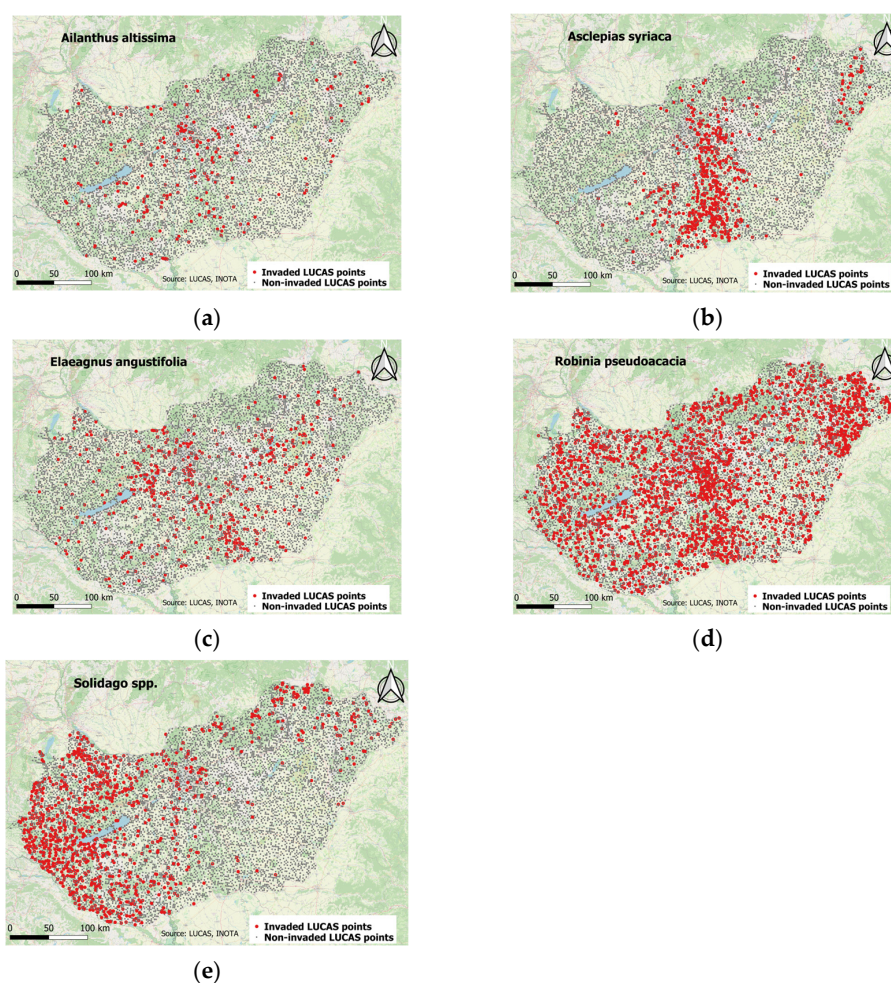 Ailanthus altissima
0 50 100 km
Source: LUCAS, INOTA
Invaded LUCAS points
Non-invaded LUCAS points
(a)
Asclepias syriaca
0 50 100 km
Source: LUCAS, INOTA
Invaded LUCAS points
Non-invaded LUCAS points
(b)
Elaeagnus angustifolia
0 50 100 km
Source: LUCAS, INOTA
Invaded LUCAS points
Non-invaded LUCAS points
(c)
Robinia pseudoacacia
0 50 100 km
Source: LUCAS, INOTA
Invaded LUCAS points
Non-invaded LUCAS points
(d)
Solidago spp.
0 50 100 km
Source: LUCAS, INOTA
Invaded LUCAS points
Non-invaded LUCAS points
(e)